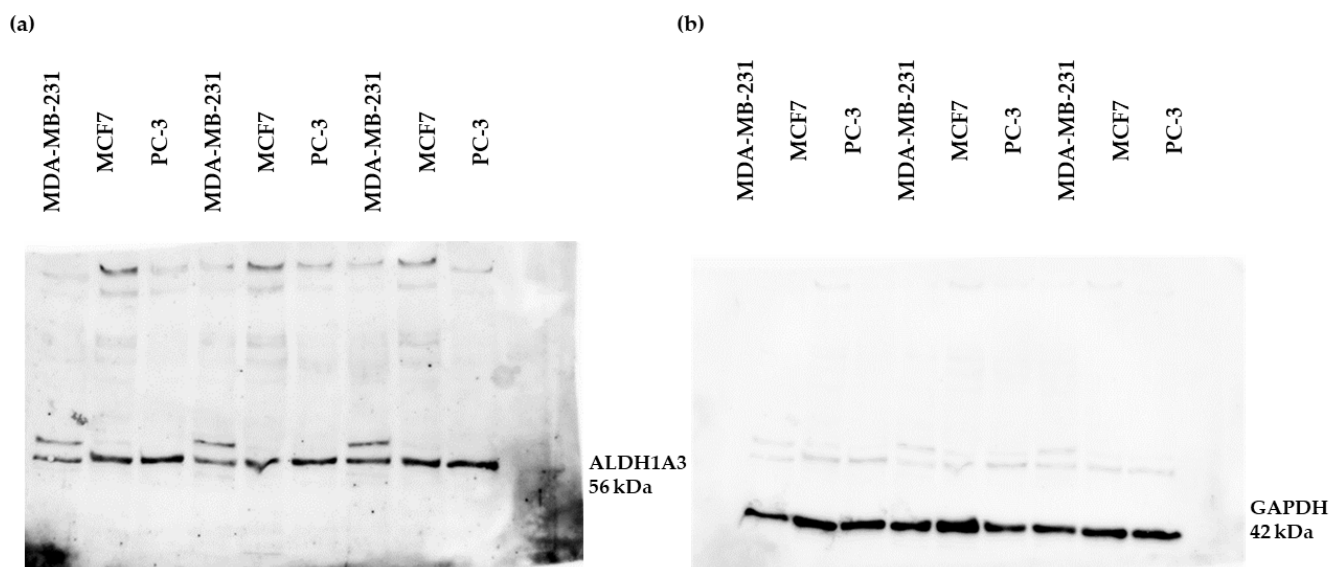 (a)
(b)
MDA-MB-231
MCF7
PC-3
MDA-MB-231
MCF7
PC-3
MDA-MB-231
MCF7
PC-3
MDA-MB-231
MCF7
PC-3
MDA-MB-231
MCF7
PC-3
MDA-MB-231
MCF7
PC-3
ALDH1A3
56 kDa
GAPDH
42 kDa